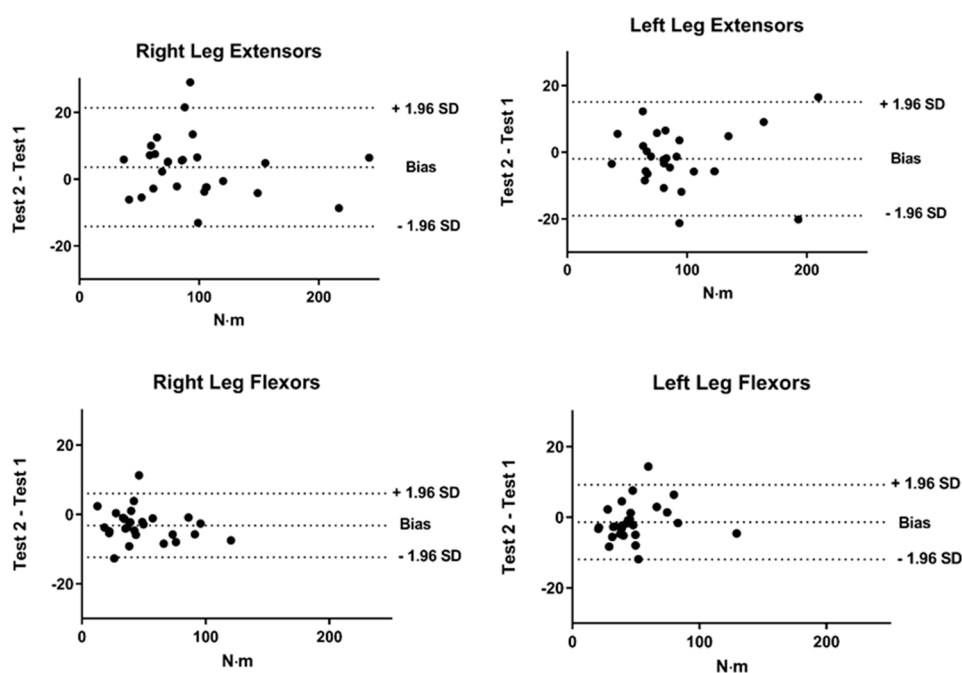 Right Leg Extensors
Test 2 - Test 1
20
0
-20
+ 1.96 SD
Bias
- 1.96 SD
0
100
200
N·m
Left Leg Extensors
Test 2 - Test 1
20
0
-20
+ 1.96 SD
Bias
- 1.96 SD
0
100
200
N·m
Right Leg Flexors
Test 2 - Test 1
20
0
-20
+ 1.96 SD
Bias
- 1.96 SD
0
100
200
N·m
Left Leg Flexors
Test 2 - Test 1
20
0
-20
+ 1.96 SD
Bias
- 1.96 SD
0
100
200
N·m